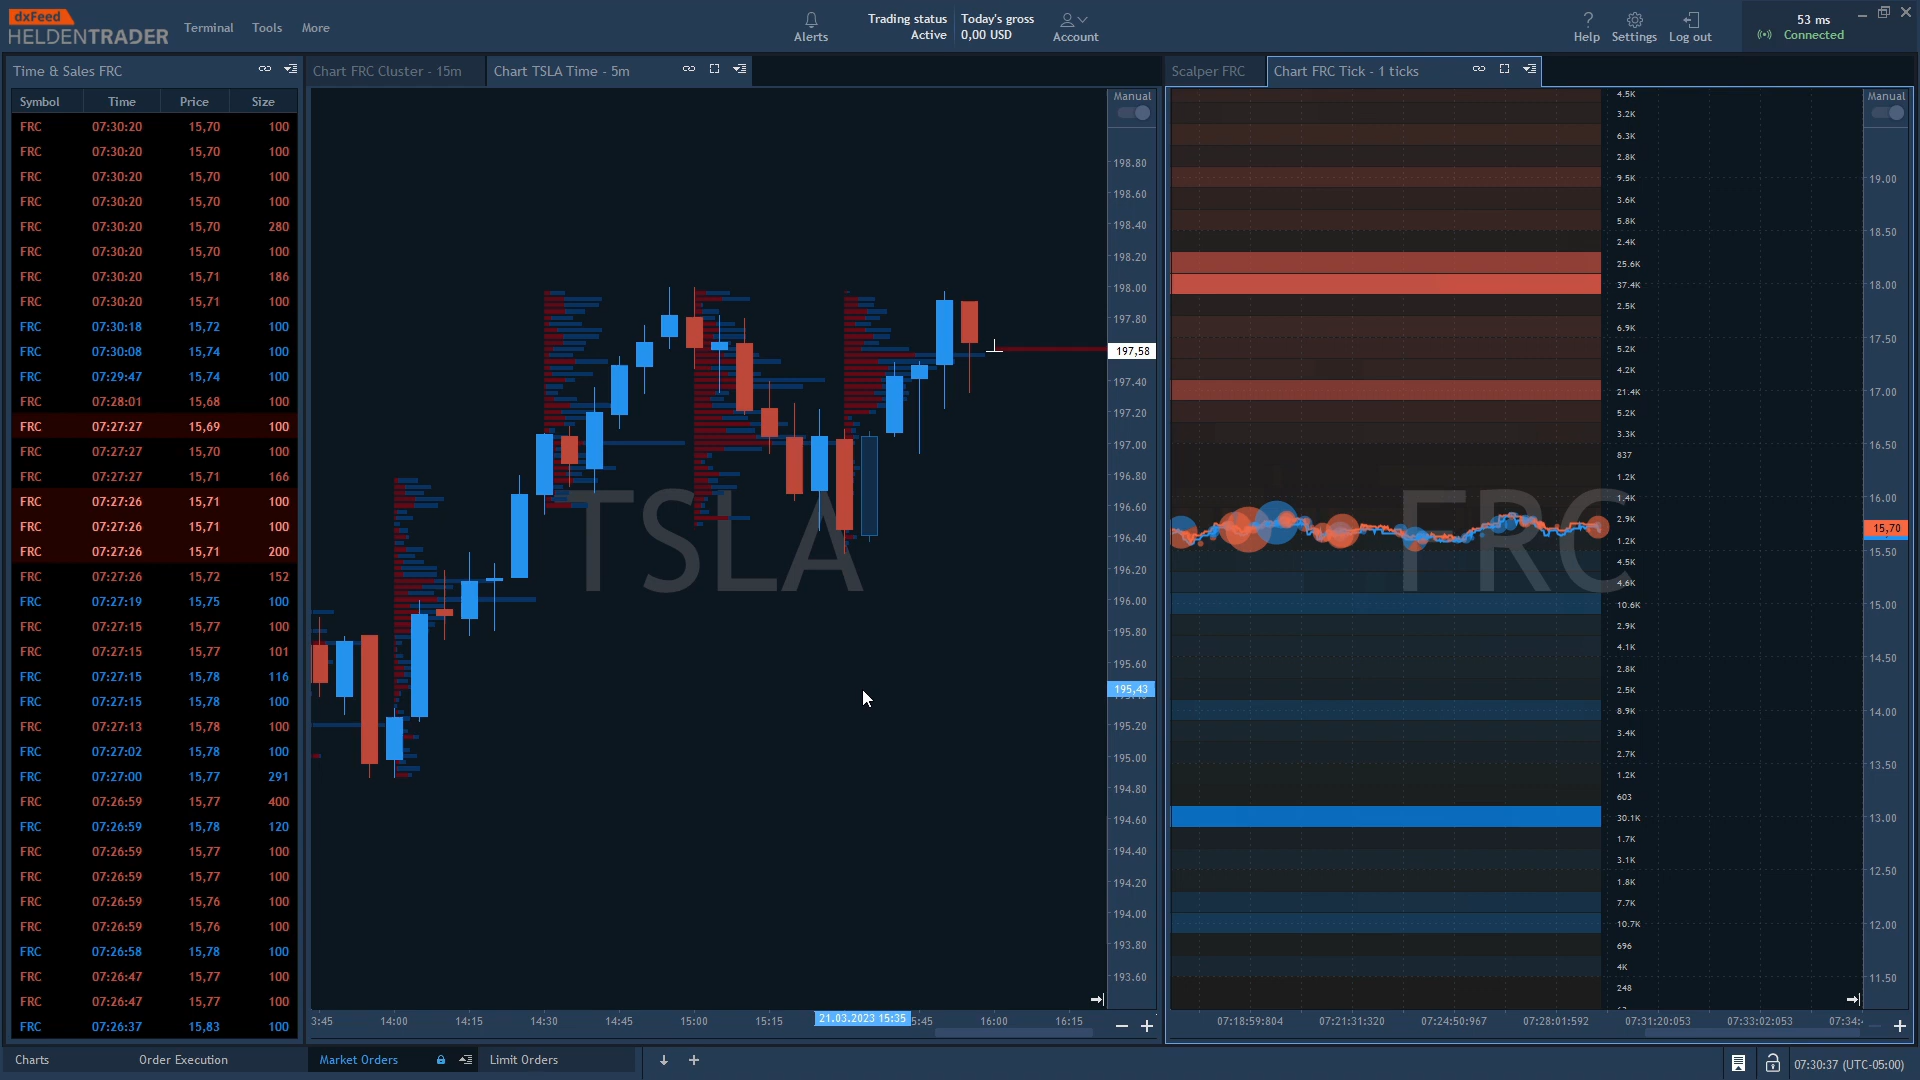 dxFeed
HELDENTRADER
Terminal Tools More
Alerts
Trading status
Active
Today's gross
0,00 USD
Account
Help Settings Log out
53 ms
Connected
Time & Sales FRC
Symbol Time Price Size
FRC 07:30:20 15,70 100
FRC 07:30:20 15,70 100
FRC 07:30:20 15,70 100
FRC 07:30:20 15,70 100
FRC 07:30:20 15,70 280
FRC 07:30:20 15,70 100
FRC 07:30:20 15,71 186
FRC 07:30:20 15,71 100
FRC 07:30:18 15,72 100
FRC 07:30:08 15,74 100
FRC 07:29:47 15,74 100
FRC 07:28:01 15,68 100
FRC 07:27:27 15,69 100
FRC 07:27:27 15,70 100
FRC 07:27:27 15,71 166
FRC 07:27:26 15,71 100
FRC 07:27:26 15,71 100
FRC 07:27:26 15,71 200
FRC 07:27:26 15,72 152
FRC 07:27:19 15,75 100
FRC 07:27:15 15,77 100
FRC 07:27:15 15,77 101
FRC 07:27:15 15,78 116
FRC 07:27:15 15,78 100
FRC 07:27:13 15,78 100
FRC 07:27:02 15,78 100
FRC 07:27:00 15,77 291
FRC 07:26:59 15,77 400
FRC 07:26:59 15,78 120
FRC 07:26:59 15,77 100
FRC 07:26:59 15,77 100
FRC 07:26:59 15,76 100
FRC 07:26:59 15,76 100
FRC 07:26:58 15,78 100
FRC 07:26:47 15,77 100
FRC 07:26:47 15,77 100
FRC 07:26:37 15,83 100
Chart FRC Cluster - 15m
Chart TSLA Time - 5m
Manual
198.80
198.60
198.40
198.20
198.00
197.80
197,58
197.40
197.20
197.00
196.80
196.60
196.40
196.20
196.00
195.80
195.60
195,43
195.20
195.00
194.80
194.60
194.40
194.20
194.00
193.80
193.60
TSLA
3:45 14:00 14:15 14:30 14:45 15:00 15:15 21.03.2023 15:35 5:45 16:00 16:15
Scalper FRC
Chart FRC Tick - 1 ticks
4.5K
3.2K
6.3K
2.8K
9.5K
3.6K
5.8K
2.4K
25.6K
37.4K
2.5K
6.9K
5.2K
4.2K
21.4K
5.2K
3.3K
837
1.2K
1.4K
2.9K
1.2K
4.5K
4.6K
10.6K
2.9K
4.1K
2.8K
2.5K
8.9K
3.4K
2.7K
1.2K
603
30.1K
1.7K
3.1K
1.8K
7.7K
10.7K
696
4K
248
FRC
Manual
19.00
18.50
18.00
17.50
17.00
16.50
16.00
15,70
15.50
15.00
14.50
14.00
13.50
13.00
12.50
12.00
11.50
07:18:59:804 07:21:31:320 07:24:50:967 07:28:01:592 07:31:20:053 07:33:02:053 07:34:
Charts Order Execution Market Orders Limit Orders
07:30:37 (UTC-05:00)